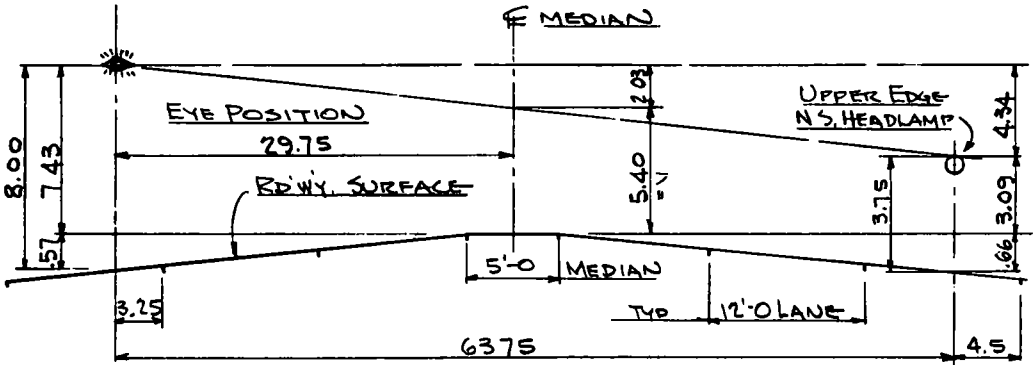 ℄ MEDIAN
2.03
UPPER EDGE
N.S. HEADLAMP
4.34
EYE POSITION
29.75
8.00
7.43
5.40
= V
3.75
3.09
RD'W'Y. SURFACE
.57
.66
5'-0
MEDIAN
3.25
TYP
12'-0 LANE
63.75
4.5